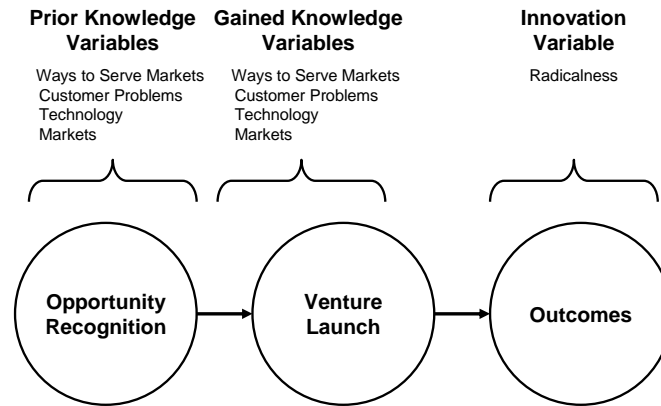 Prior Knowledge
Variables
Ways to Serve Markets
Customer Problems
Technology
Markets
Gained Knowledge
Variables
Ways to Serve Markets
Customer Problems
Technology
Markets
Innovation
Variable
Radicalness
Opportunity
Recognition
Venture
Launch
Outcomes